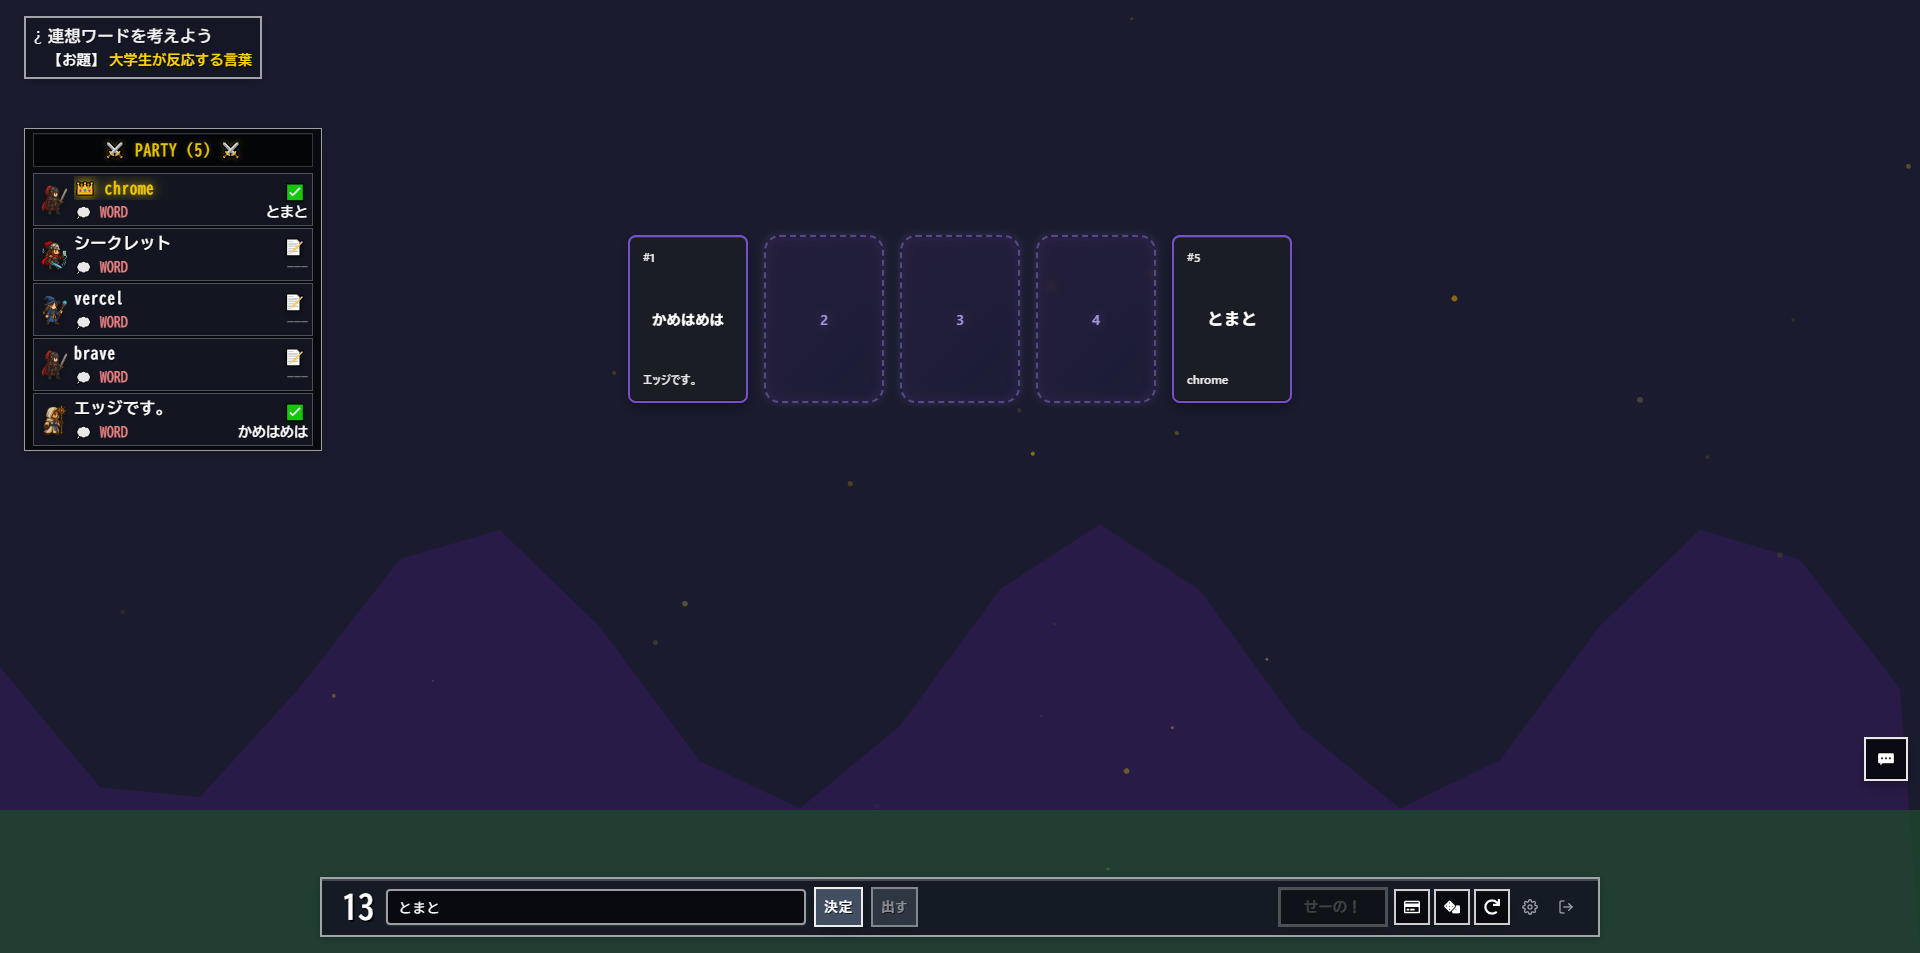 ¿ 連想ワードを考えよう
【お題】 大学生が反応する言葉
PARTY (5)
chrome
WORD
とまと
シークレット
WORD
---
vercel
WORD
---
brave
WORD
---
エッジです。
WORD
かめはめは
#1
かめはめは
エッジです。
2
3
4
#5
とまと
chrome
13
とまと
決定
出す
せーの！